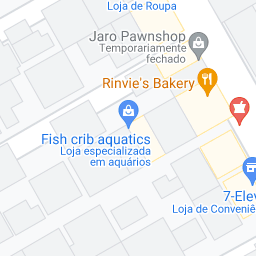 Loja de Roupa
Jaro Pawnshop
Temporariamente
fechado
Rinvie's Bakery
Fish crib aquatics
Loja especializada
em aquários
7-Elev
Loja de Conveniê